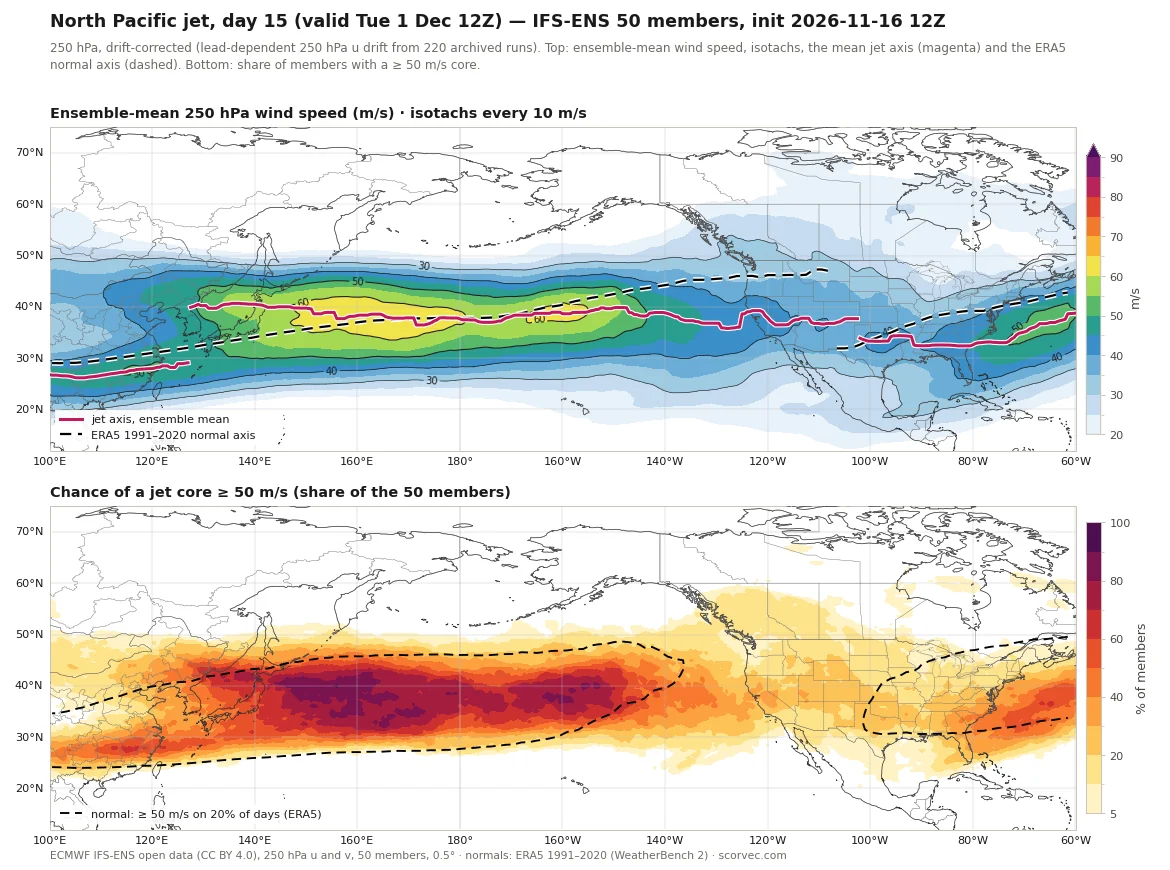 North Pacific jet, day 15 (valid Tue 1 Dec 12Z) — IFS-ENS 50 members, init 2026-11-16 12Z
250 hPa, drift-corrected (lead-dependent 250 hPa u drift from 220 archived runs). Top: ensemble-mean wind speed, isotachs, the mean jet axis (magenta) and the ERA5
normal axis (dashed). Bottom: share of members with a ≥ 50 m/s core.
Ensemble-mean 250 hPa wind speed (m/s) · isotachs every 10 m/s
70°N
60°N
50°N
40°N
30°N
20°N
30
50
60
60
40
30
50
40
jet axis, ensemble mean
ERA5 1991–2020 normal axis
100°E 120°E 140°E 160°E 180° 160°W 140°W 120°W 100°W 80°W 60°W
90
80
70
60
50
40
30
20
m/s
Chance of a jet core ≥ 50 m/s (share of the 50 members)
70°N
60°N
50°N
40°N
30°N
20°N
normal: ≥ 50 m/s on 20% of days (ERA5)
100°E 120°E 140°E 160°E 180° 160°W 140°W 120°W 100°W 80°W 60°W
100
80
60
40
20
5
% of members
ECMWF IFS-ENS open data (CC BY 4.0), 250 hPa u and v, 50 members, 0.5° · normals: ERA5 1991–2020 (WeatherBench 2) · scorvec.com